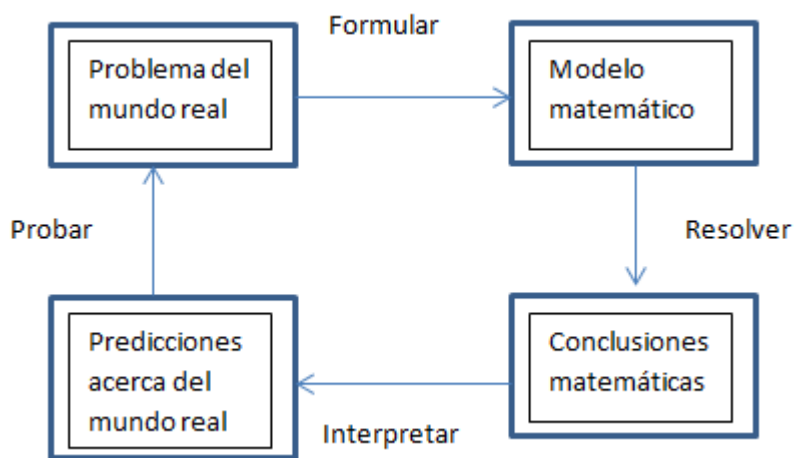 Formular
Problema del
mundo real
Modelo
matemático
Probar
Resolver
Predicciones
acerca del
mundo real
Conclusiones
matemáticas
Interpretar